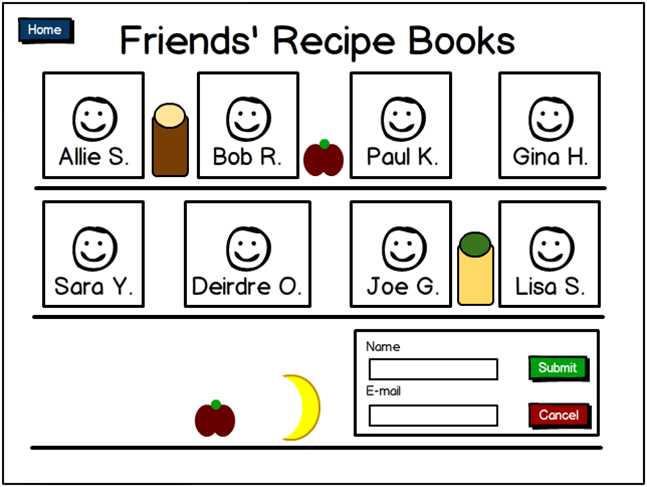 Home
Friends' Recipe Books
Allie S.
Bob R.
Paul K.
Gina H.
Sara Y.
Deirdre O.
Joe G.
Lisa S.
Name
Submit
E-mail
Cancel